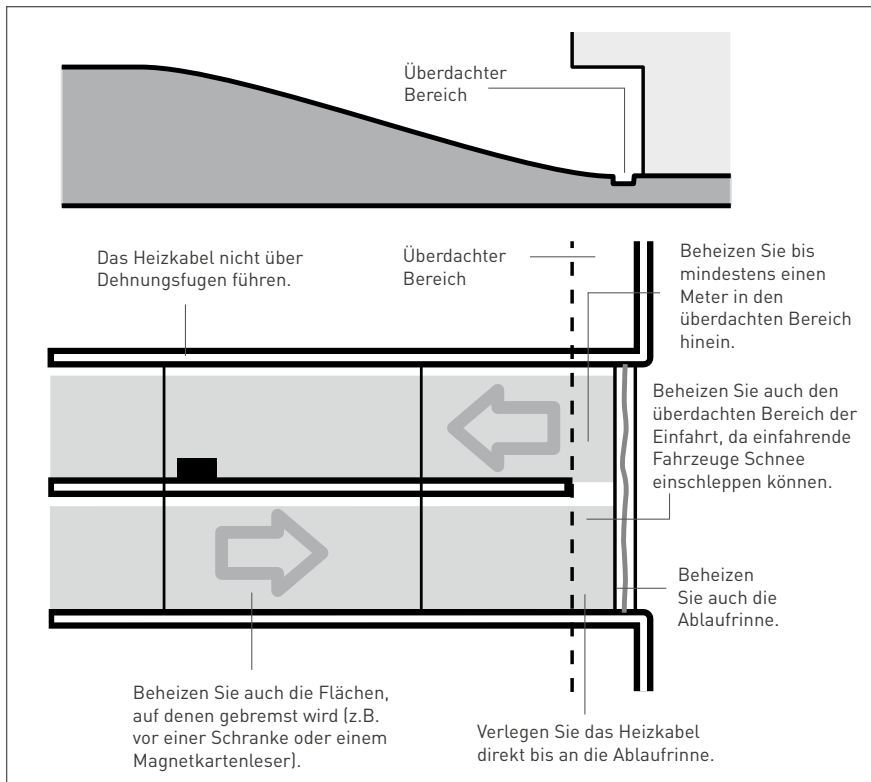 Überdachter
Bereich
Das Heizkabel nicht über
Dehnungsfugen führen.
Überdachter
Bereich
Beheizen Sie bis
mindestens einen
Meter in den
überdachten Bereich
hinein.
Beheizen Sie auch den
überdachten Bereich der
Einfahrt, da einfahrende
Fahrzeuge Schnee
einschleppen können.
Beheizen
Sie auch die
Ablaufrinne.
Beheizen Sie auch die Flächen,
auf denen gebremst wird (z.B.
vor einer Schranke oder einem
Magnetkartenleser).
Verlegen Sie das Heizkabel
direkt bis an die Ablaufrinne.